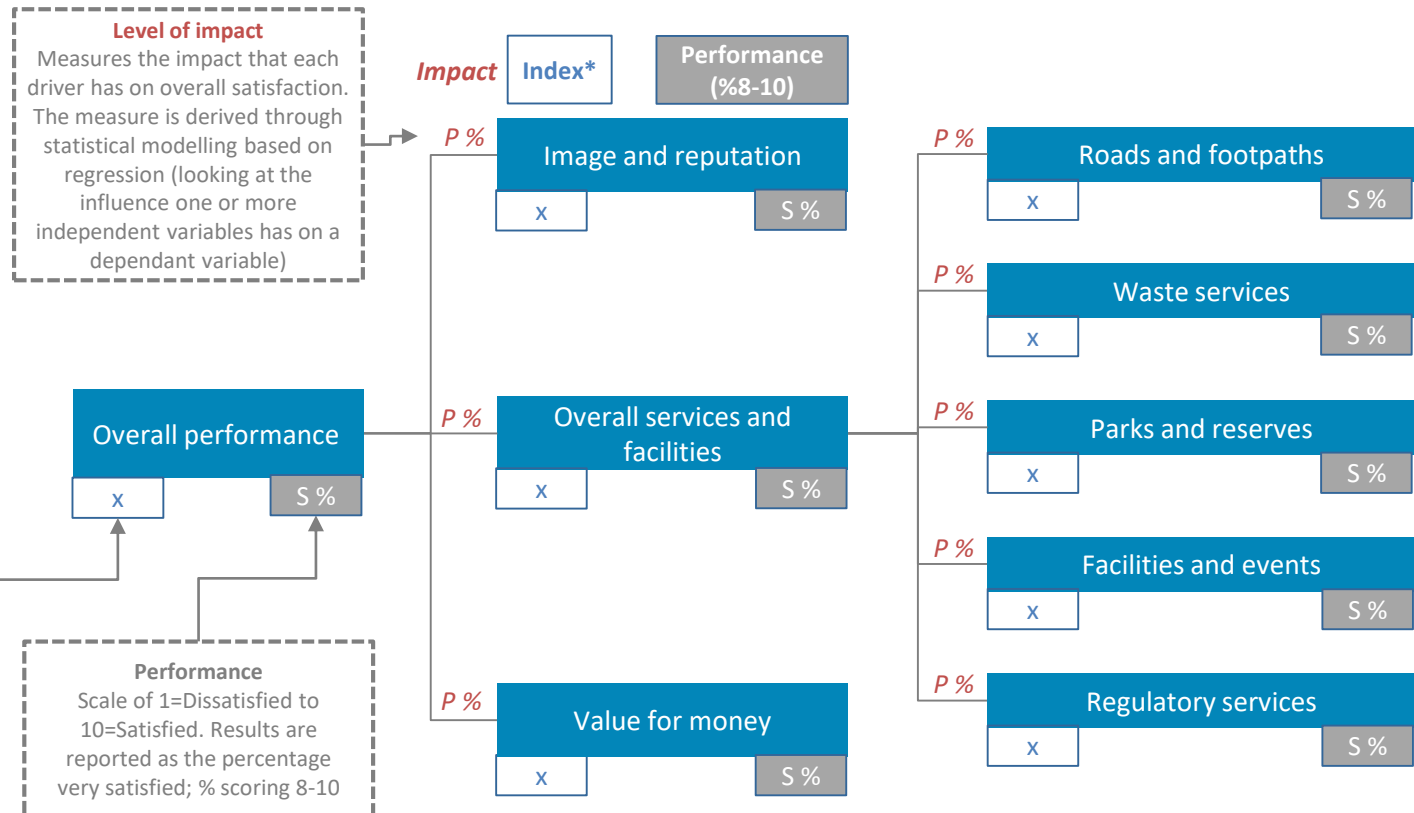 Level of impact
Measures the impact that each
driver has on overall satisfaction.
The measure is derived through
statistical modelling based on
regression (looking at the
influence one or more
independent variables has on a
dependant variable)
Impact
Index*
Performance
(%8-10)
P %
Image and reputation
x
S %
P %
Roads and footpaths
x
S %
P %
Waste services
x
S %
Overall performance
x
S %
P %
Overall services and
facilities
x
S %
P %
Parks and reserves
x
S %
P %
Facilities and events
x
S %
Performance
Scale of 1=Dissatisfied to
10=Satisfied. Results are
reported as the percentage
very satisfied; % scoring 8-10
P %
Value for money
x
S %
P %
Regulatory services
x
S %